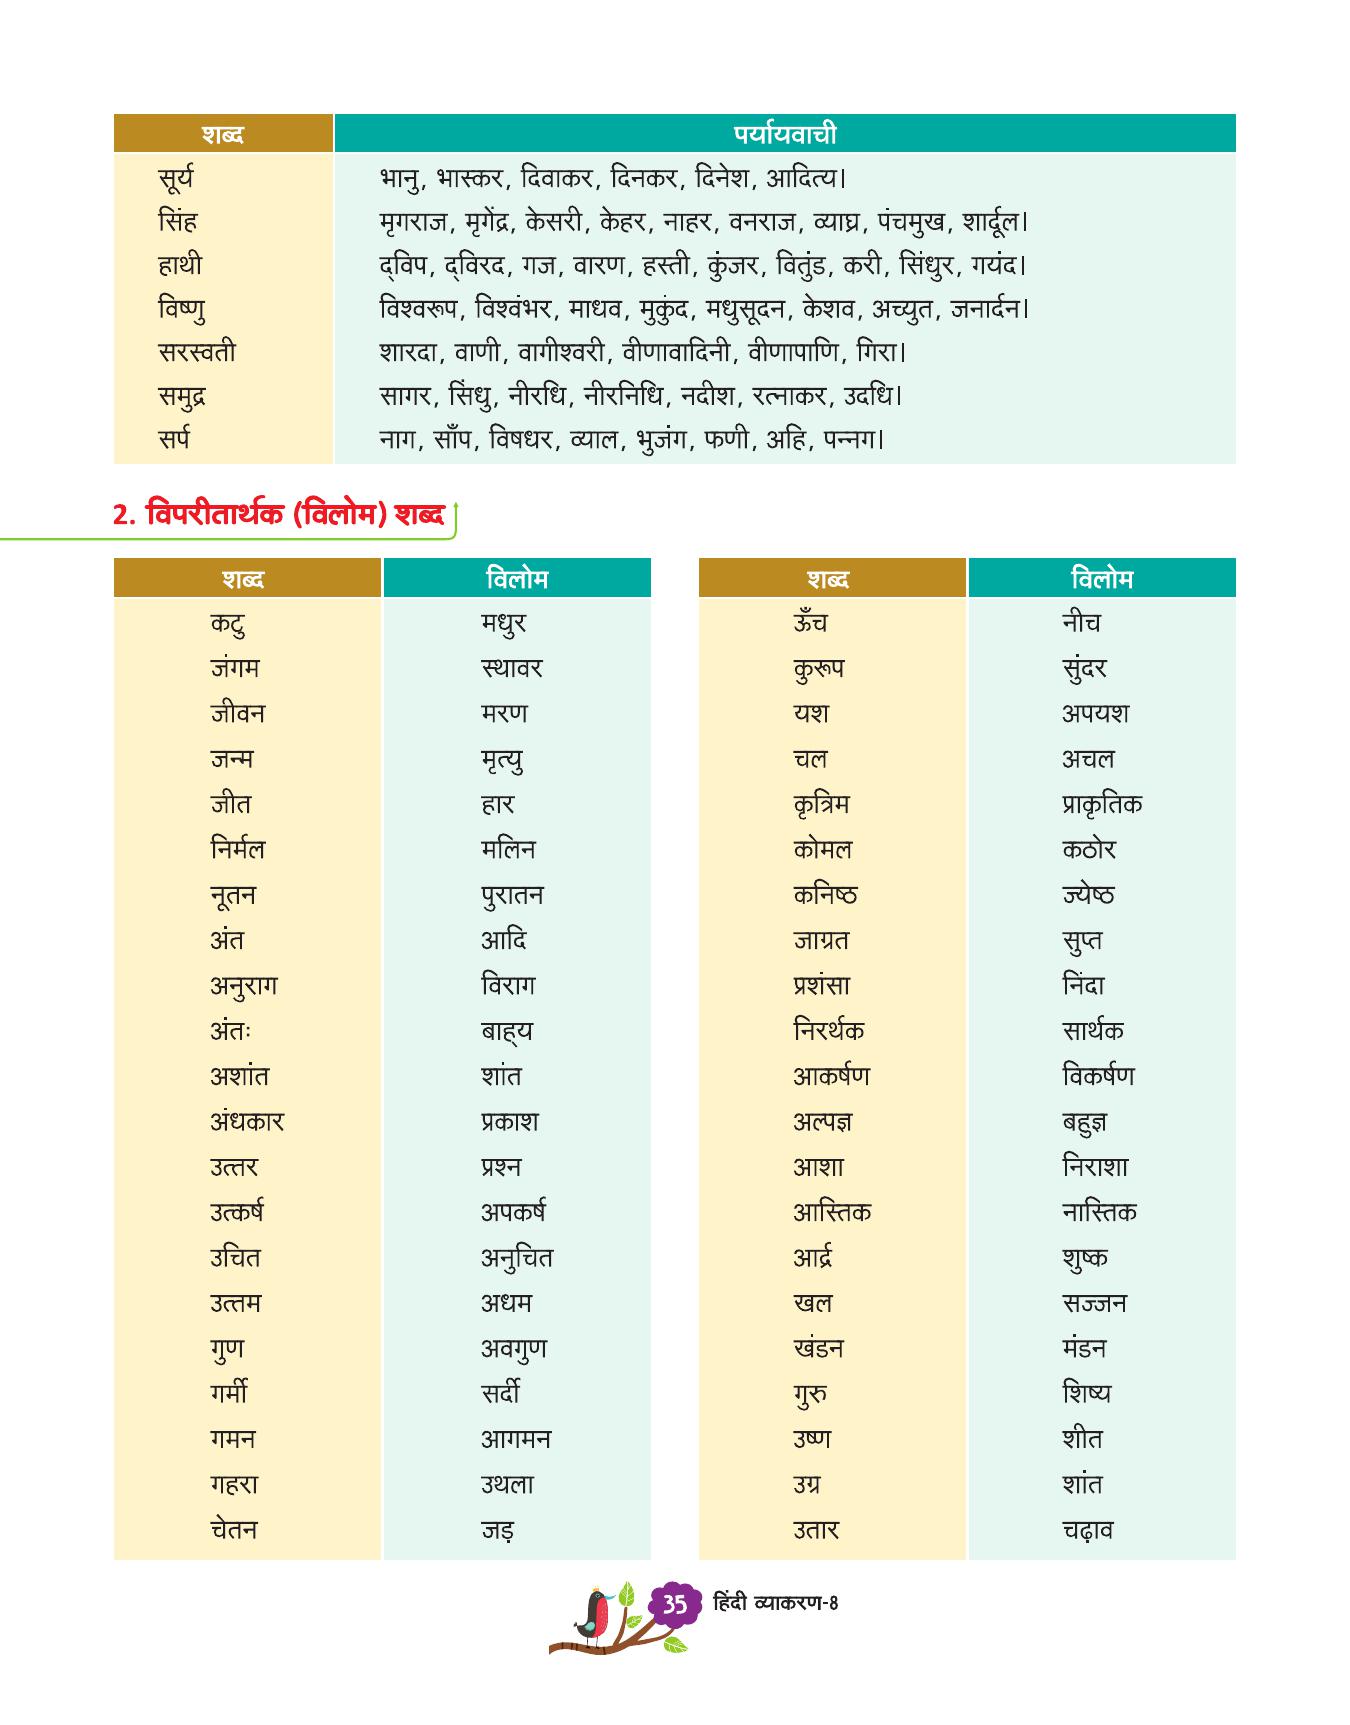 शब्द पर्यायवाची
सूर्य भानु, भास्कर, दिवाकर, दिनकर, दिनेश, आदित्य।
सिंह मृगराज, मृगेंद्र, केसरी, केहर, नाहर, वनराज, व्याघ्र, पंचमुख, शार्दूल।
हाथी द्‌विप, द्‌विरद, गज, वारण, हस्ती, कुंजर, वितुंड, करी, सिंधुर, गयंद।
विष्णु विश्वरूप, विश्वंभर, माधव, मुकुंद, मधुसूदन, केशव, अच्युत, जनार्दन।
सरस्वती शारदा, वाणी, वागीश्वरी, वीणावादिनी, वीणापाणि, गिरा।
समुद्र सागर, सिंधु, नीरधि, नीरनिधि, नदीश, रत्नाकर, उदधि।
सर्प नाग, साँप, विषधर, व्याल, भुजंग, फणी, अहि, पन्नग।
2. विपरीतार्थक (विलोम) शब्द
शब्द विलोम
कटु मधुर
जंगम स्थावर
जीवन मरण
जन्म मृत्यु
जीत हार
निर्मल मलिन
नूतन पुरातन
अंत आदि
अनुराग विराग
अंतः बाह्‌य
अशांत शांत
अंधकार प्रकाश
उत्तर प्रश्न
उत्कर्ष अपकर्ष
उचित अनुचित
उत्तम अधम
गुण अवगुण
गर्मी सर्दी
गमन आगमन
गहरा उथला
चेतन जड़
शब्द विलोम
ऊँच नीच
कुरूप सुंदर
यश अपयश
चल अचल
कृत्रिम प्राकृतिक
कोमल कठोर
कनिष्ठ ज्येष्ठ
जाग्रत सुप्त
प्रशंसा निंदा
निरर्थक सार्थक
आकर्षण विकर्षण
अल्पज्ञ बहुज्ञ
आशा निराशा
आस्तिक नास्तिक
आर्द्र शुष्क
खल सज्जन
खंडन मंडन
गुरु शिष्य
उष्ण शीत
उग्र शांत
उतार चढ़ाव
35 हिंदी व्याकरण-8